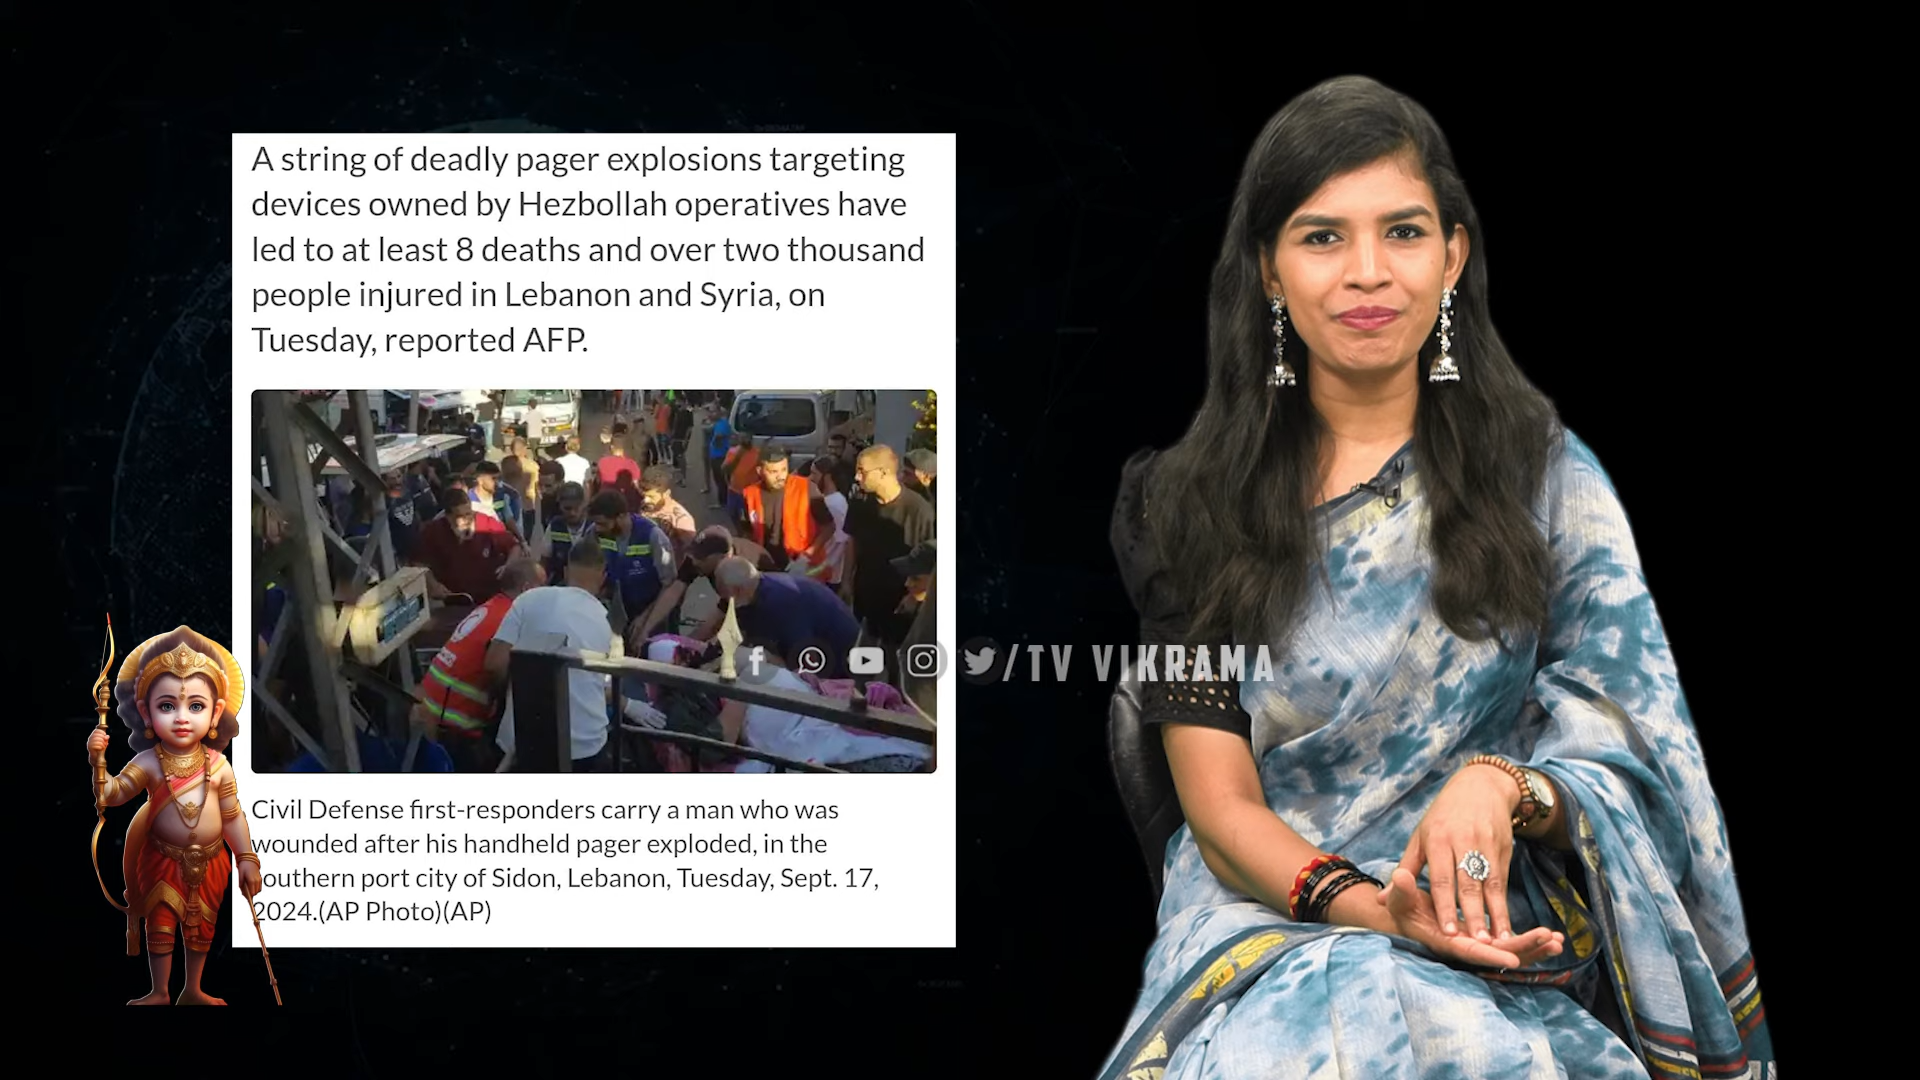 A string of deadly pager explosions targeting
devices owned by Hezbollah operatives have
led to at least 8 deaths and over two thousand
people injured in Lebanon and Syria, on
Tuesday, reported AFP.
/TV VIKRAMA
Civil Defense first-responders carry a man who was
wounded after his handheld pager exploded, in the
southern port city of Sidon, Lebanon, Tuesday, Sept. 17,
2024.(AP Photo)(AP)